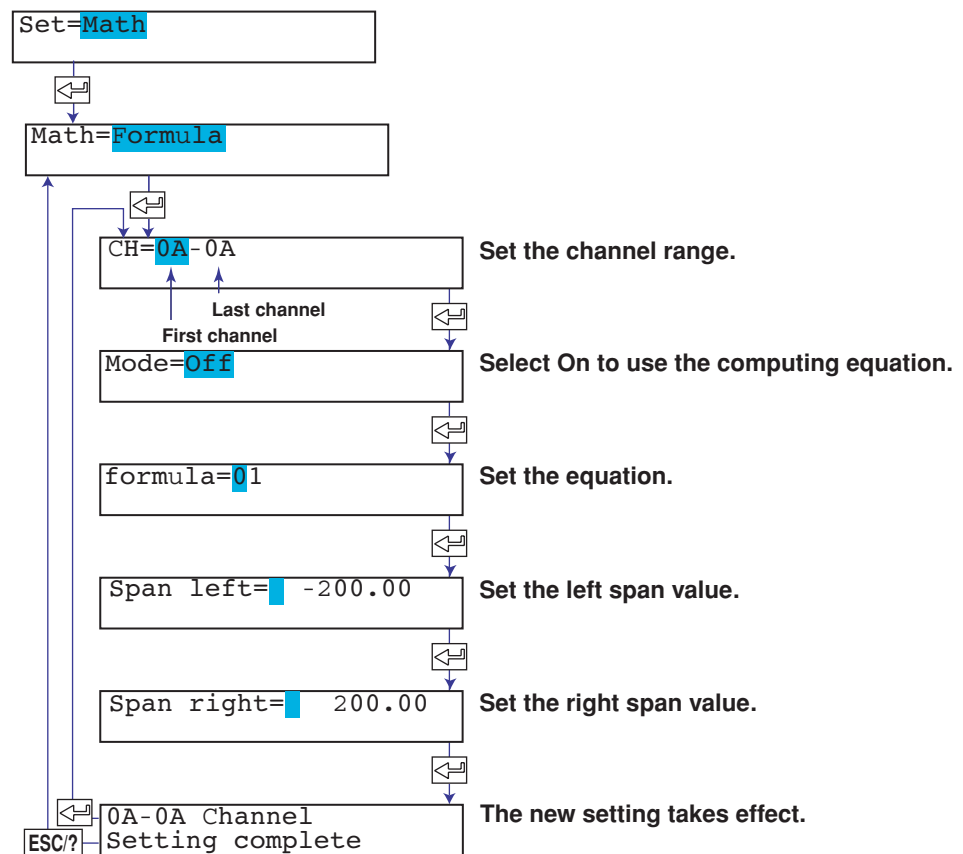 Set=Math
Math=Formula
CH=0A-0A
Set the channel range.
Last channel
First channel
Mode=Off
Select On to use the computing equation.
formula=01
Set the equation.
Span left= -200.00
Set the left span value.
Span right= 200.00
Set the right span value.
0A-0A Channel
The new setting takes effect.
ESC/?
Setting complete